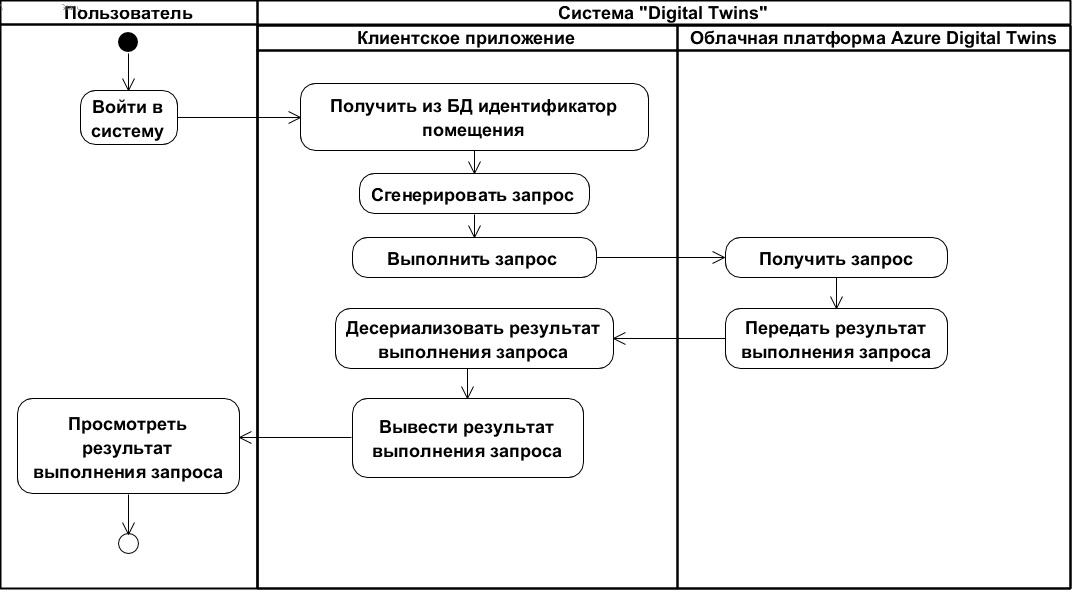 Пользователь
Система "Digital Twins"
Клиентское приложение
Облачная платформа Azure Digital Twins
Войти в
систему
Получить из БД идентификатор
помещения
Сгенерировать запрос
Выполнить запрос
Получить запрос
Передать результат
выполнения запроса
Десериализовать результат
выполнения запроса
Вывести результат
выполнения запроса
Просмотреть
результат
выполнения запроса